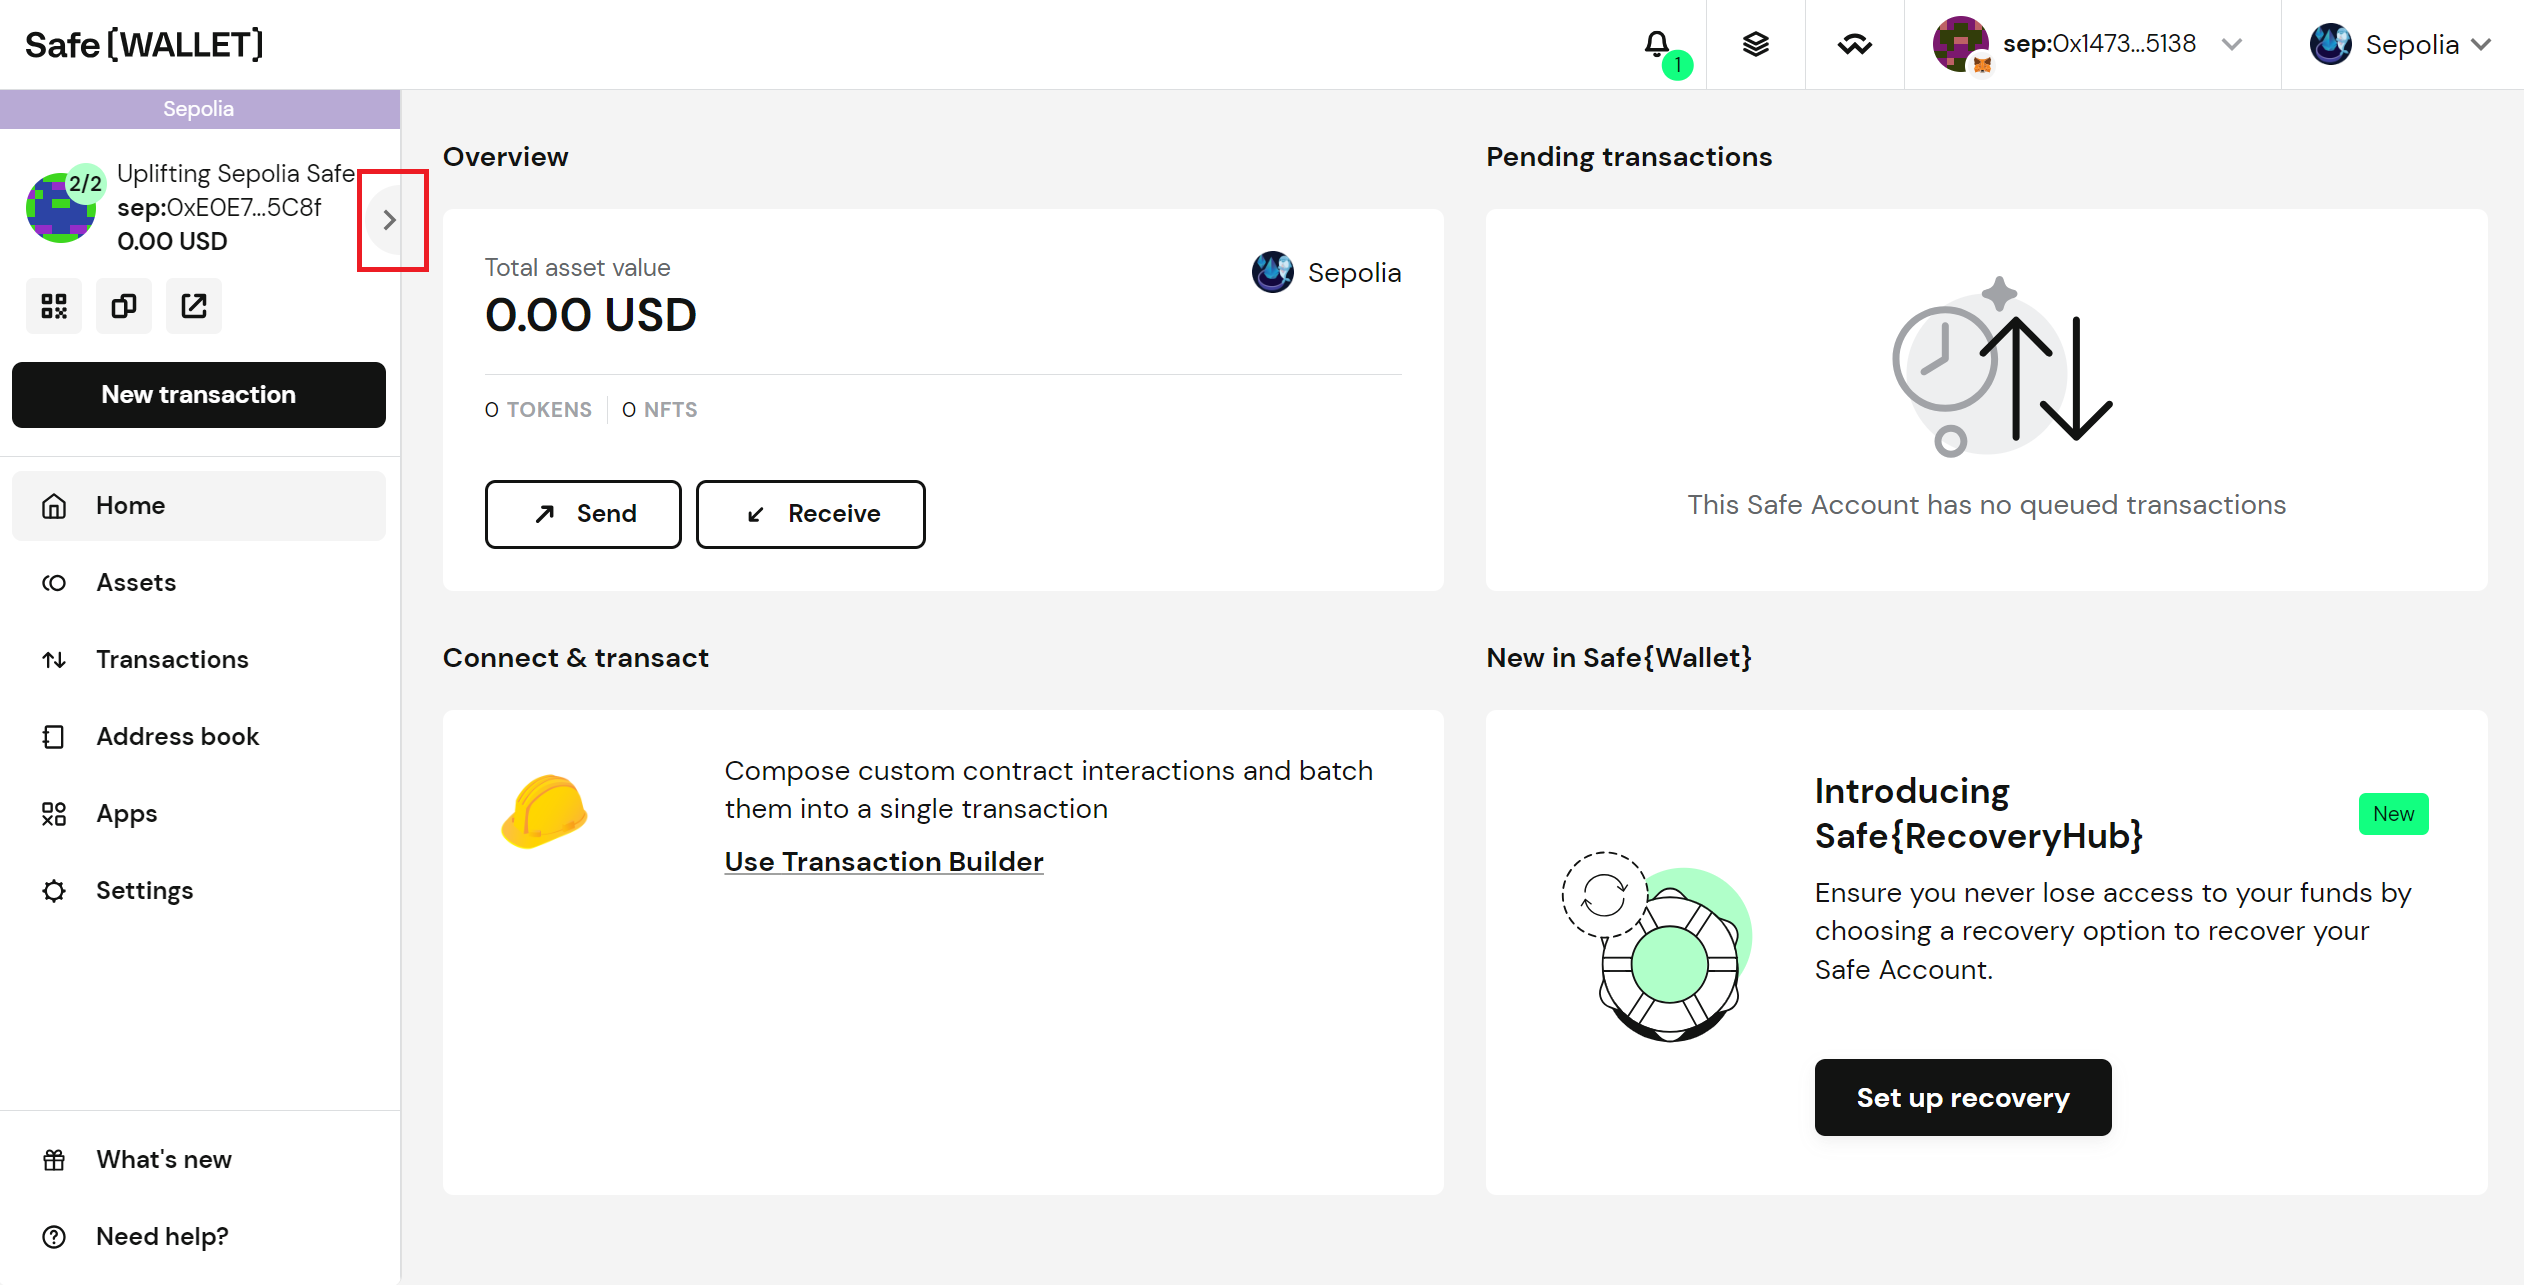 Safe{WALLET}
1
sep:0x1473...5138
Sepolia
Sepolia
2/2
Uplifting Sepolia Safe
sep:0xE0E7...5C8f
0.00 USD
New transaction
Home
Assets
Transactions
Address book
Apps
Settings
What's new
Need help?
Overview
Total asset value
0.00 USD
Sepolia
0 TOKENS
0 NFTS
Send
Receive
Pending transactions
This Safe Account has no queued transactions
Connect & transact
Compose custom contract interactions and batch
them into a single transaction
Use Transaction Builder
New in Safe{Wallet}
Introducing
Safe{RecoveryHub}
New
Ensure you never lose access to your funds by
choosing a recovery option to recover your
Safe Account.
Set up recovery